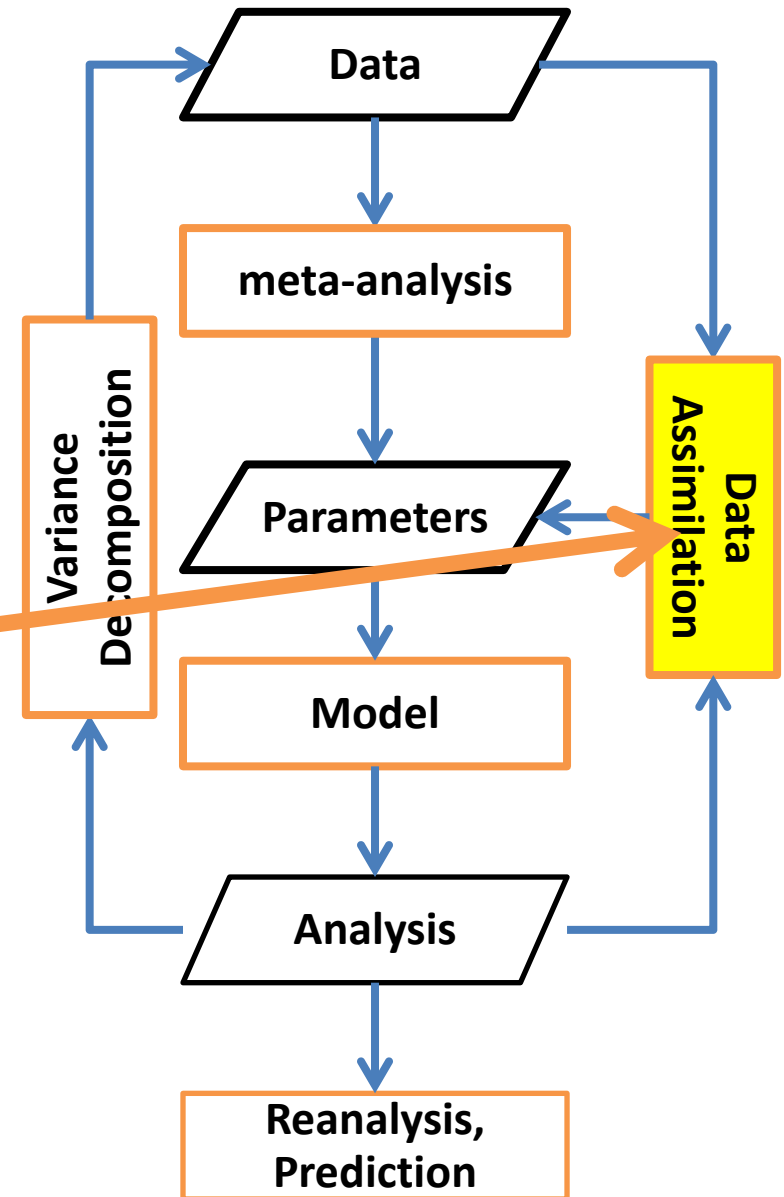 Data
meta-analysis
Variance
Decomposition
Data
Assimilation
Parameters
Model
Analysis
Reanalysis,
Prediction